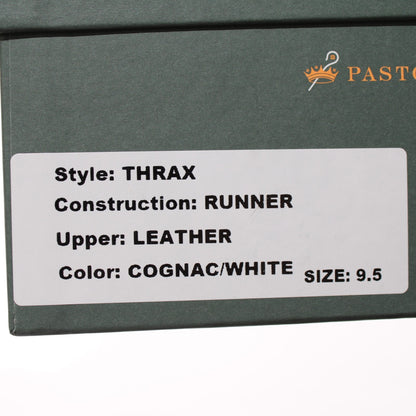 PASTO
Style: THRAX
Construction: RUNNER
Upper: LEATHER
Color: COGNAC/WHITE SIZE: 9.5